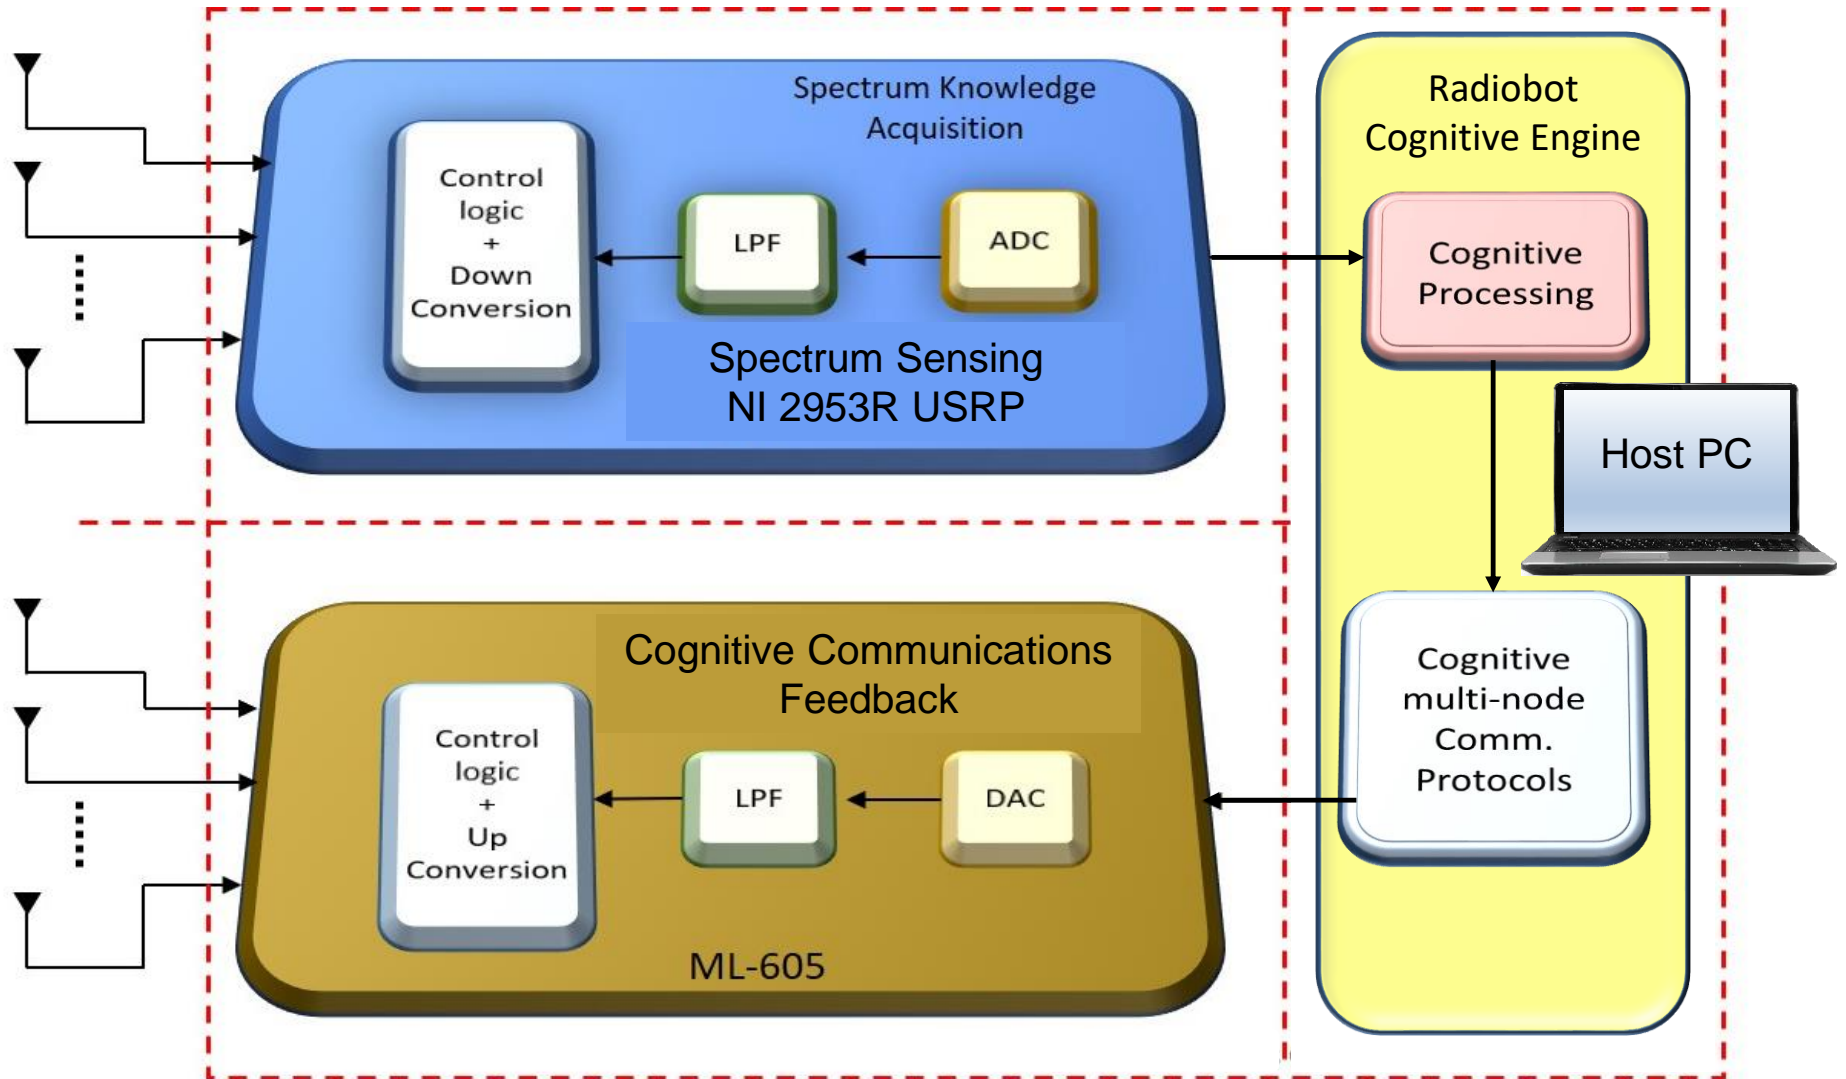 Spectrum Knowledge
Acquisition
Control
logic
+
Down
Conversion
LPF
ADC
Spectrum Sensing
NI 2953R USRP
Radiobot
Cognitive Engine
Cognitive
Processing
Host PC
Cognitive
multi-node
Comm.
Protocols
Cognitive Communications
Feedback
Control
logic
+
Up
Conversion
LPF
DAC
ML-605